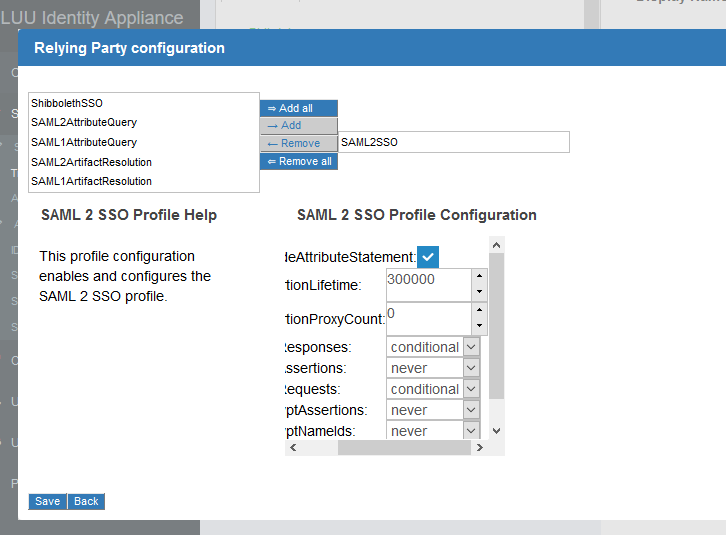 LUU Identity Appliance
Relying Party configuration
ShibbolethSSO
SAML2AttributeQuery
SAML1AttributeQuery
SAML2ArtifactResolution
SAML1ArtifactResolution
⇒ Add all
→ Add
← Remove
⇐ Remove all
SAML2SSO
SAML 2 SSO Profile Help
This profile configuration
enables and configures the
SAML 2 SSO profile.
SAML 2 SSO Profile Configuration
deAttributeStatement:
tionLifetime: 300000
tionProxyCount: 0
Responses: conditional
ssertions: never
Requests: conditional
yptAssertions: never
yptNameIds: never
Save Back